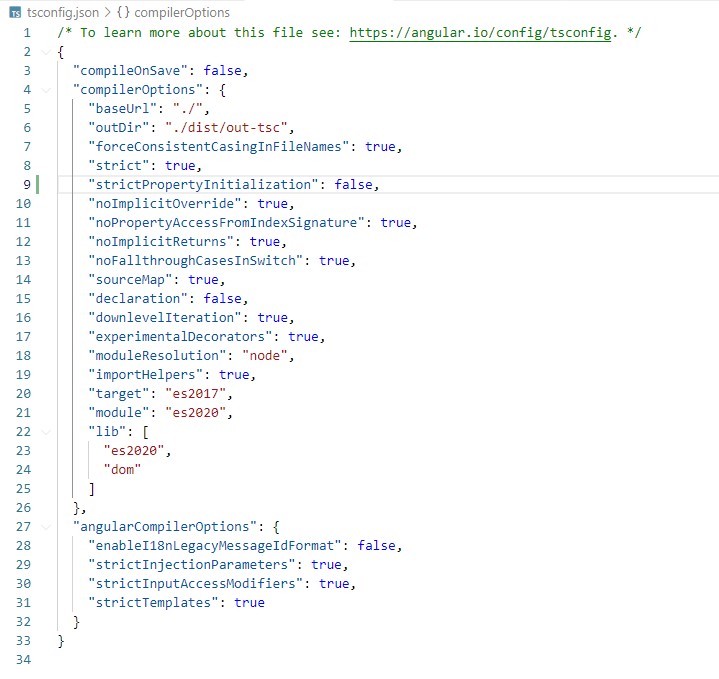 TS tsconfig.json > {} compilerOptions
1 /* To learn more about this file see: https://angular.io/config/tsconfig. */
2 {
3   "compileOnSave": false,
4   "compilerOptions": {
5     "baseUrl": "./",
6     "outDir": "./dist/out-tsc",
7     "forceConsistentCasingInFileNames": true,
8     "strict": true,
9     "strictPropertyInitialization": false,
10     "noImplicitOverride": true,
11     "noPropertyAccessFromIndexSignature": true,
12     "noImplicitReturns": true,
13     "noFallthroughCasesInSwitch": true,
14     "sourceMap": true,
15     "declaration": false,
16     "downlevelIteration": true,
17     "experimentalDecorators": true,
18     "moduleResolution": "node",
19     "importHelpers": true,
20     "target": "es2017",
21     "module": "es2020",
22     "lib": [
23       "es2020",
24       "dom"
25     ]
26   },
27   "angularCompilerOptions": {
28     "enableI18nLegacyMessageIdFormat": false,
29     "strictInjectionParameters": true,
30     "strictInputAccessModifiers": true,
31     "strictTemplates": true
32   }
33 }
34